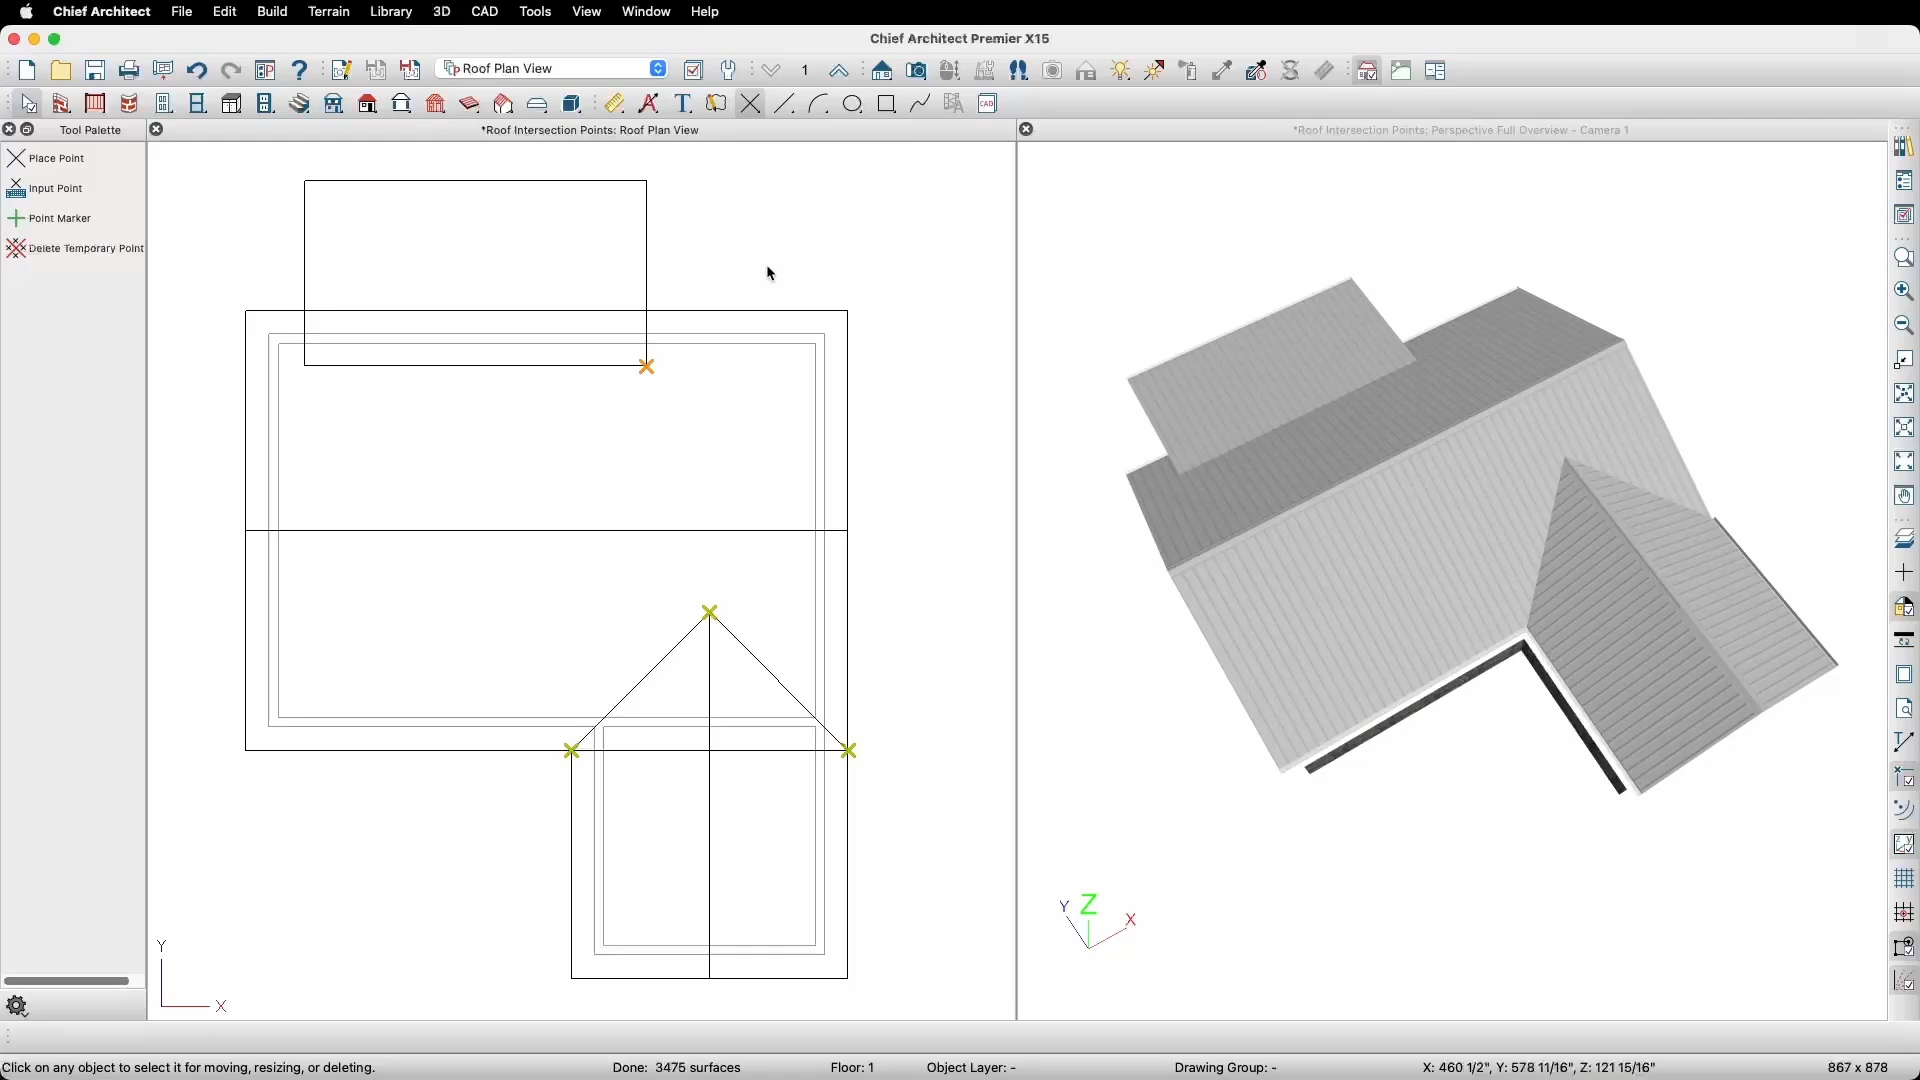 Chief Architect File Edit Build Terrain Library 3D CAD Tools View Window Help
Chief Architect Premier X15
Roof Plan View
1
Tool Palette
*Roof Intersection Points: Roof Plan View
*Roof Intersection Points: Perspective Full Overview - Camera 1
Place Point
Input Point
Point Marker
Delete Temporary Point
Y
X
Y
Z
X
Click on any object to select it for moving, resizing, or deleting.
Done: 3475 surfaces
Floor: 1
Object Layer: -
Drawing Group: -
X: 460 1/2", Y: 578 11/16", Z: 121 15/16"
867 x 878